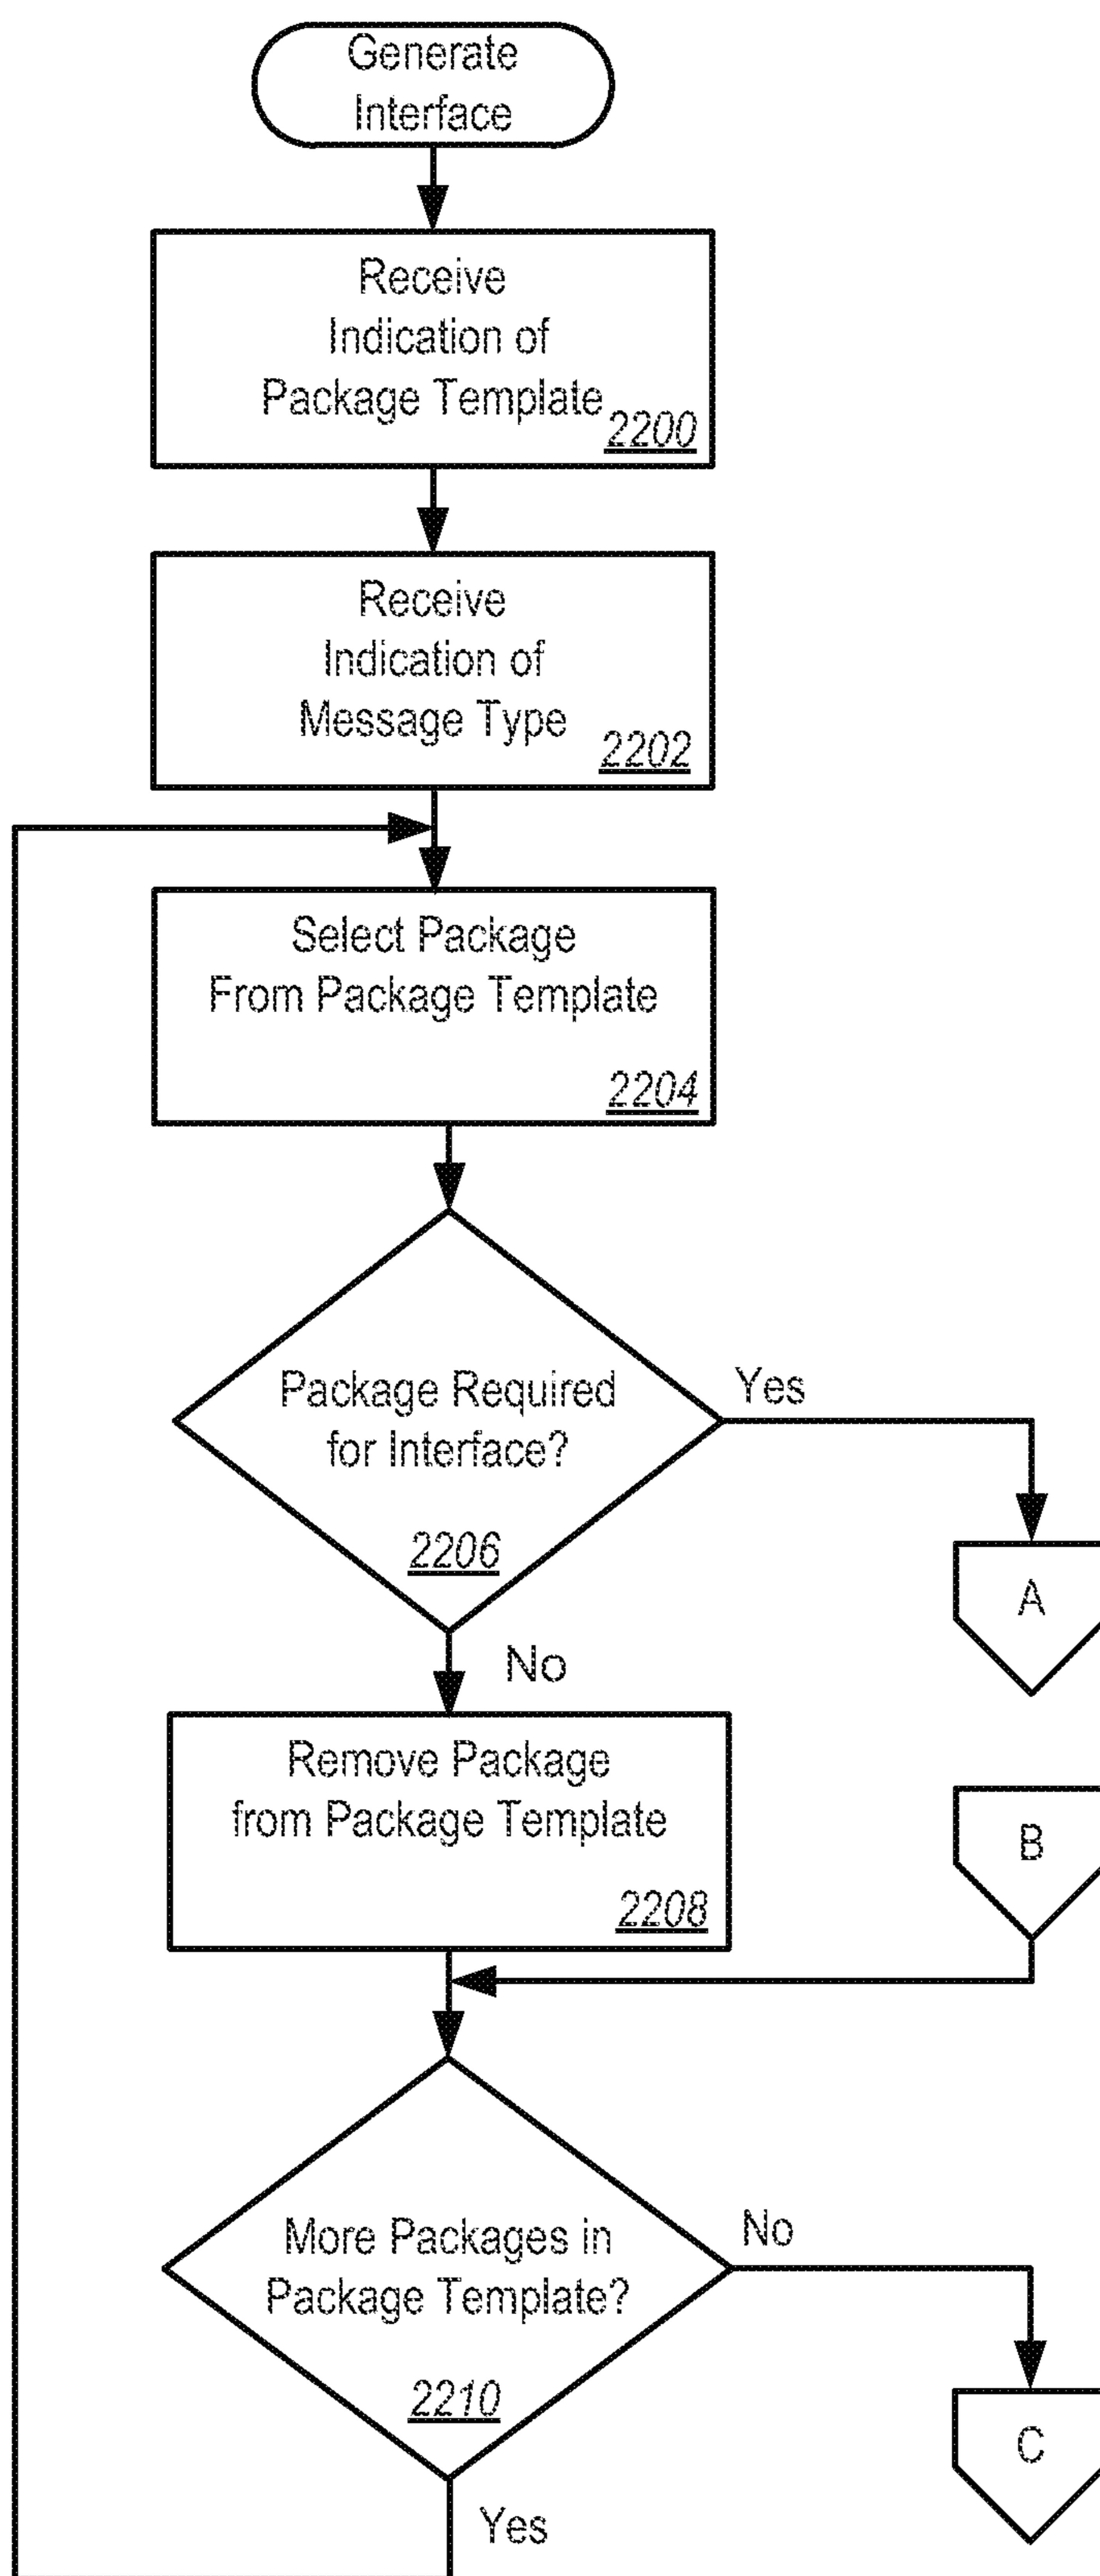 Generate
Interface
Receive
Indication of
Package Template
2200
Receive
Indication of
Message Type
2202
Select Package
From Package Template
2204
Package Required
for Interface?
2206
Yes
A
No
Remove Package
from Package Template
2208
B
More Packages in
Package Template?
2210
No
C
Yes